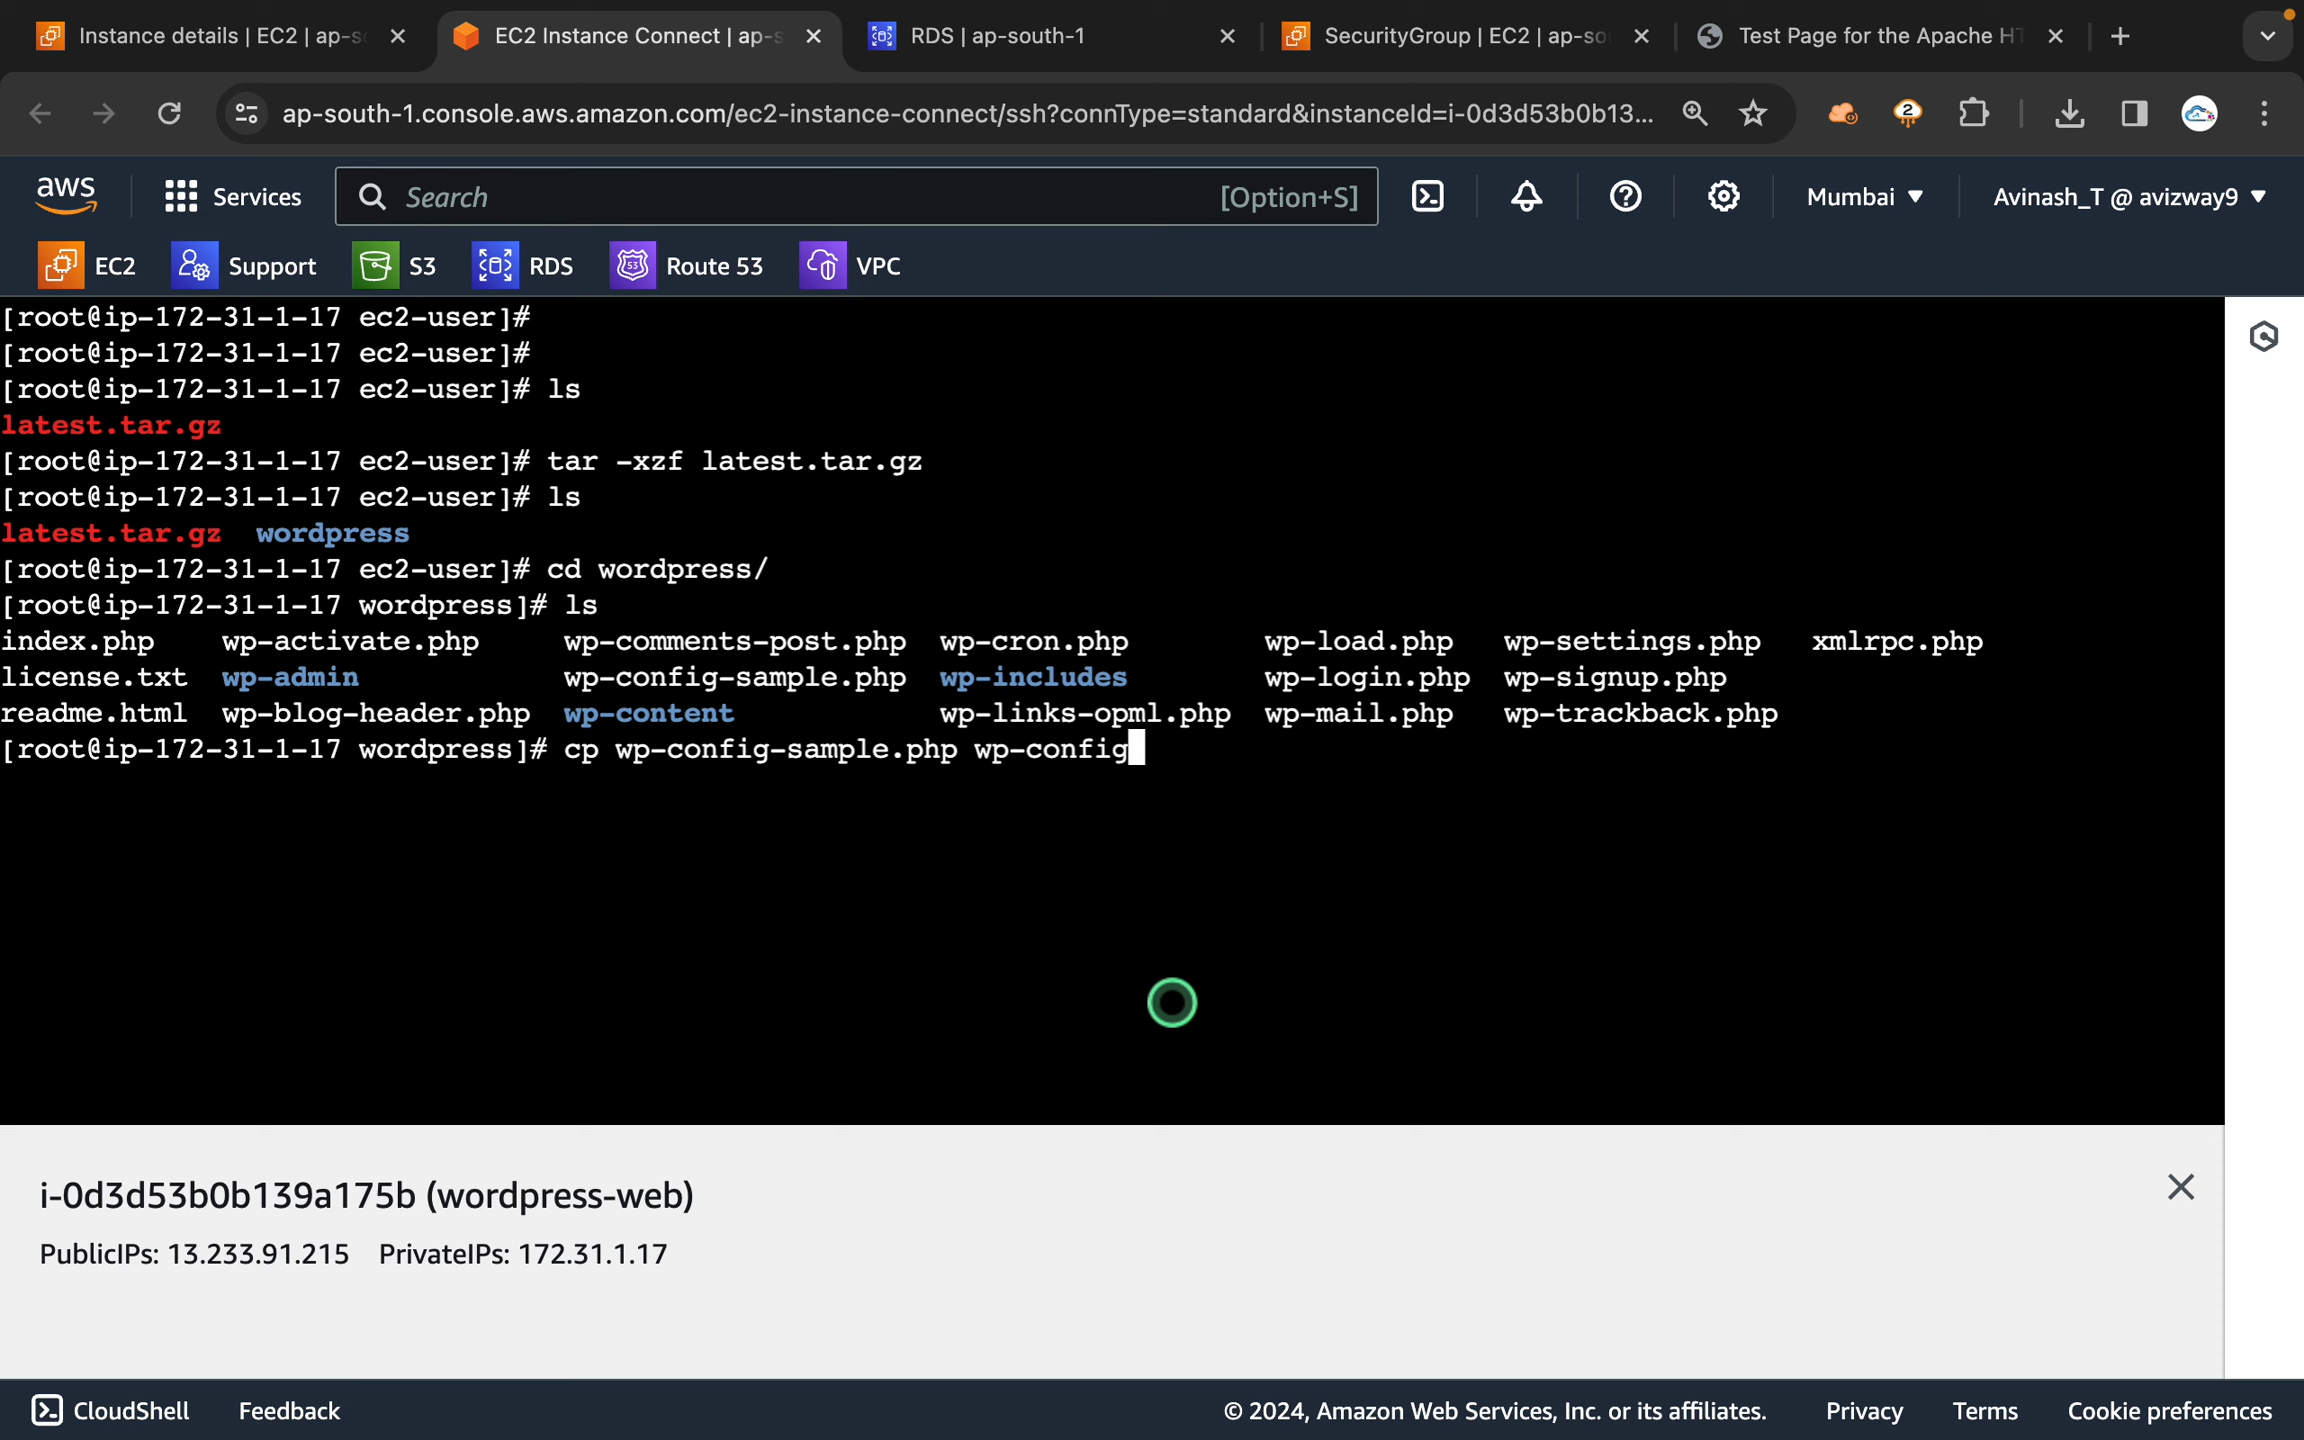 Instance details | EC2 | ap-s
EC2 Instance Connect | ap-s
RDS | ap-south-1
SecurityGroup | EC2 | ap-so
Test Page for the Apache HT
ap-south-1.console.aws.amazon.com/ec2-instance-connect/ssh?connType=standard&instanceId=i-0d3d53b0b13...
2
aws
Services
Search
[Option+S]
Mumbai
Avinash_T @ avizway9
EC2
Support
S3
RDS
53
Route 53
VPC
[root@ip-172-31-1-17 ec2-user]#
[root@ip-172-31-1-17 ec2-user]#
[root@ip-172-31-1-17 ec2-user]# ls
latest.tar.gz
[root@ip-172-31-1-17 ec2-user]# tar -xzf latest.tar.gz
[root@ip-172-31-1-17 ec2-user]# ls
latest.tar.gz  wordpress
[root@ip-172-31-1-17 ec2-user]# cd wordpress/
[root@ip-172-31-1-17 wordpress]# ls
index.php    wp-activate.php     wp-comments-post.php  wp-cron.php        wp-load.php   wp-settings.php   xmlrpc.php
license.txt  wp-admin            wp-config-sample.php  wp-includes        wp-login.php  wp-signup.php
readme.html  wp-blog-header.php  wp-content            wp-links-opml.php  wp-mail.php   wp-trackback.php
[root@ip-172-31-1-17 wordpress]# cp wp-config-sample.php wp-config
i-0d3d53b0b139a175b (wordpress-web)
PublicIPs: 13.233.91.215   PrivateIPs: 172.31.1.17
CloudShell
Feedback
© 2024, Amazon Web Services, Inc. or its affiliates.
Privacy
Terms
Cookie preferences